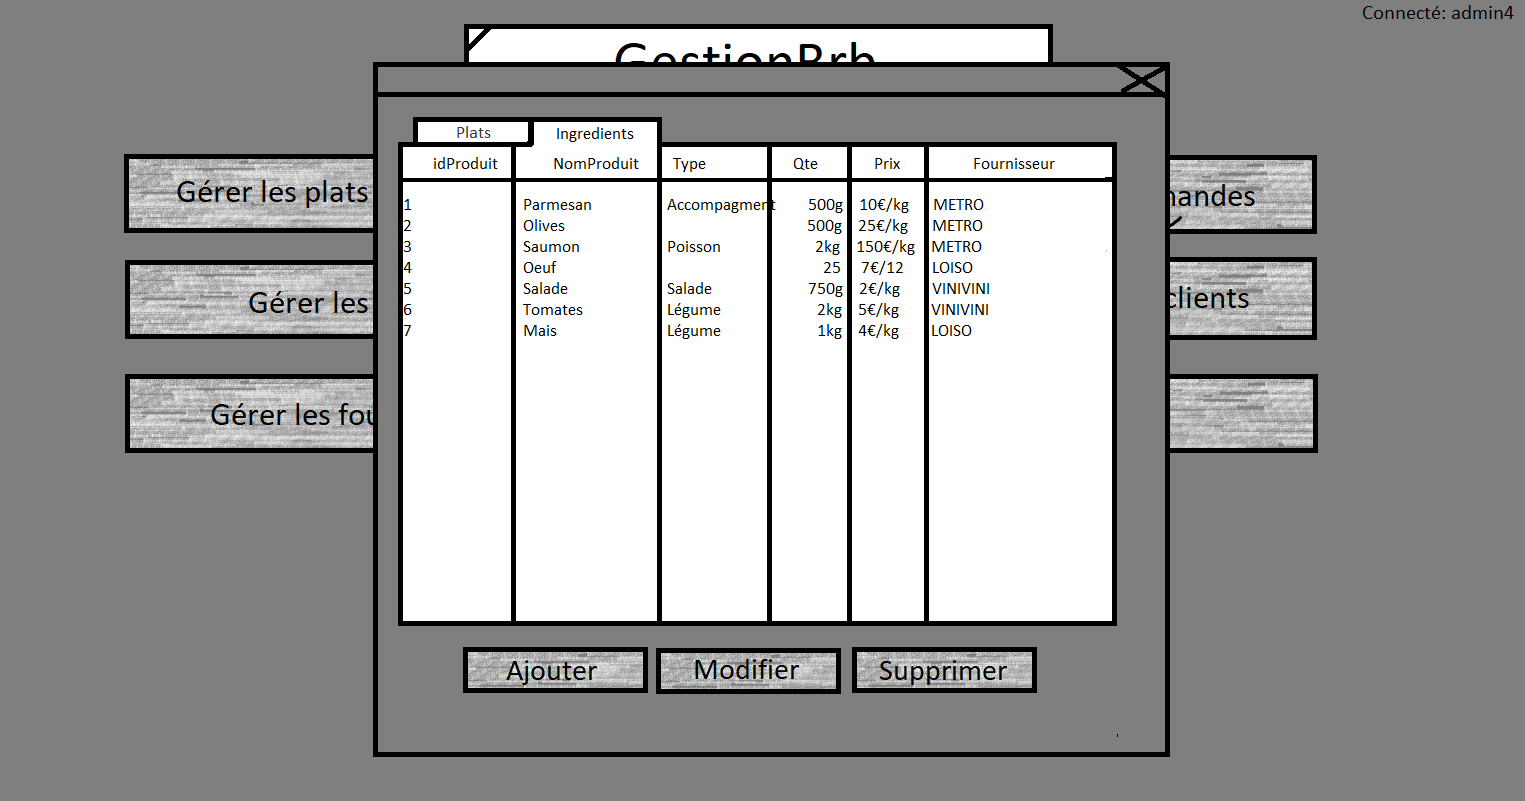 Connecté: admin4
GestionPrb
Plats Ingredients
idProduit NomProduit Type Qte Prix Fournisseur
1 Parmesan Accompagment 500g 10€/kg METRO
2 Olives 500g 25€/kg METRO
3 Saumon Poisson 2kg 150€/kg METRO
4 Oeuf 25 7€/12 LOISO
5 Salade Salade 750g 2€/kg VINIVINI
6 Tomates Légume 2kg 5€/kg VINIVINI
7 Mais Légume 1kg 4€/kg LOISO
Gérer les plats
Gérer les
Gérer les fou
mandes
clients
Ajouter Modifier Supprimer